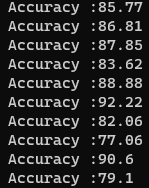 Accuracy :85.77
Accuracy :86.81
Accuracy :87.85
Accuracy :83.62
Accuracy :88.88
Accuracy :92.22
Accuracy :82.06
Accuracy :77.06
Accuracy :90.6
Accuracy :79.1